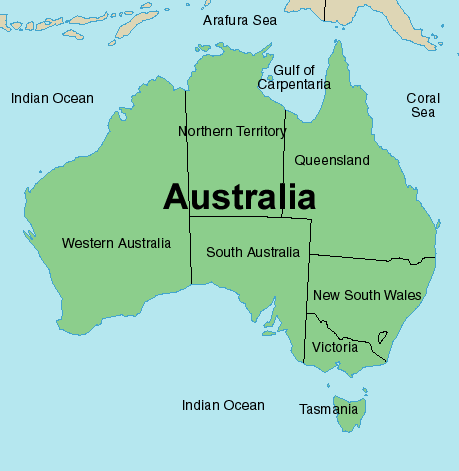 Arafura Sea
Gulf of
Carpentaria
Indian Ocean
Coral
Sea
Northern Territory
Queensland
Australia
Western Australia
South Australia
New South Wales
Victoria
Indian Ocean
Tasmania